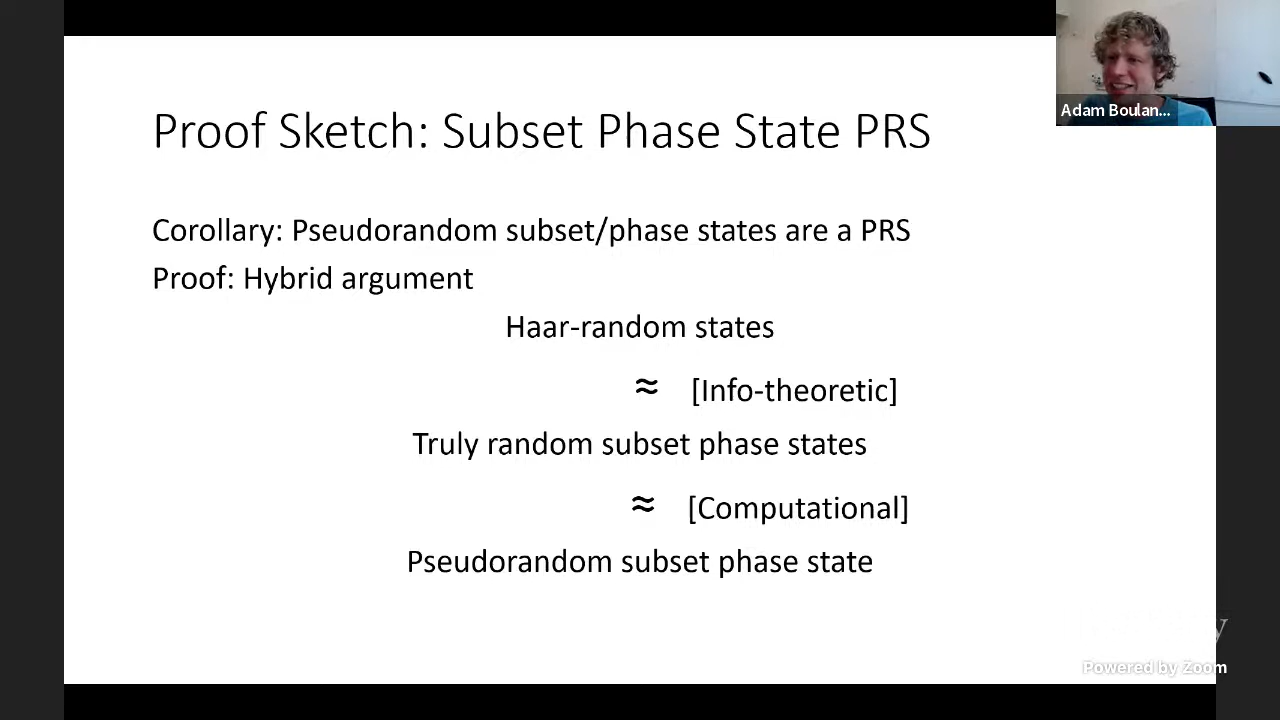 Proof Sketch: Subset Phase State PRS
Adam Boulan...
Corollary: Pseudorandom subset/phase states are a PRS
Proof: Hybrid argument
Haar-random states
≈ [Info-theoretic]
Truly random subset phase states
≈ [Computational]
Pseudorandom subset phase state
Powered by Zoom